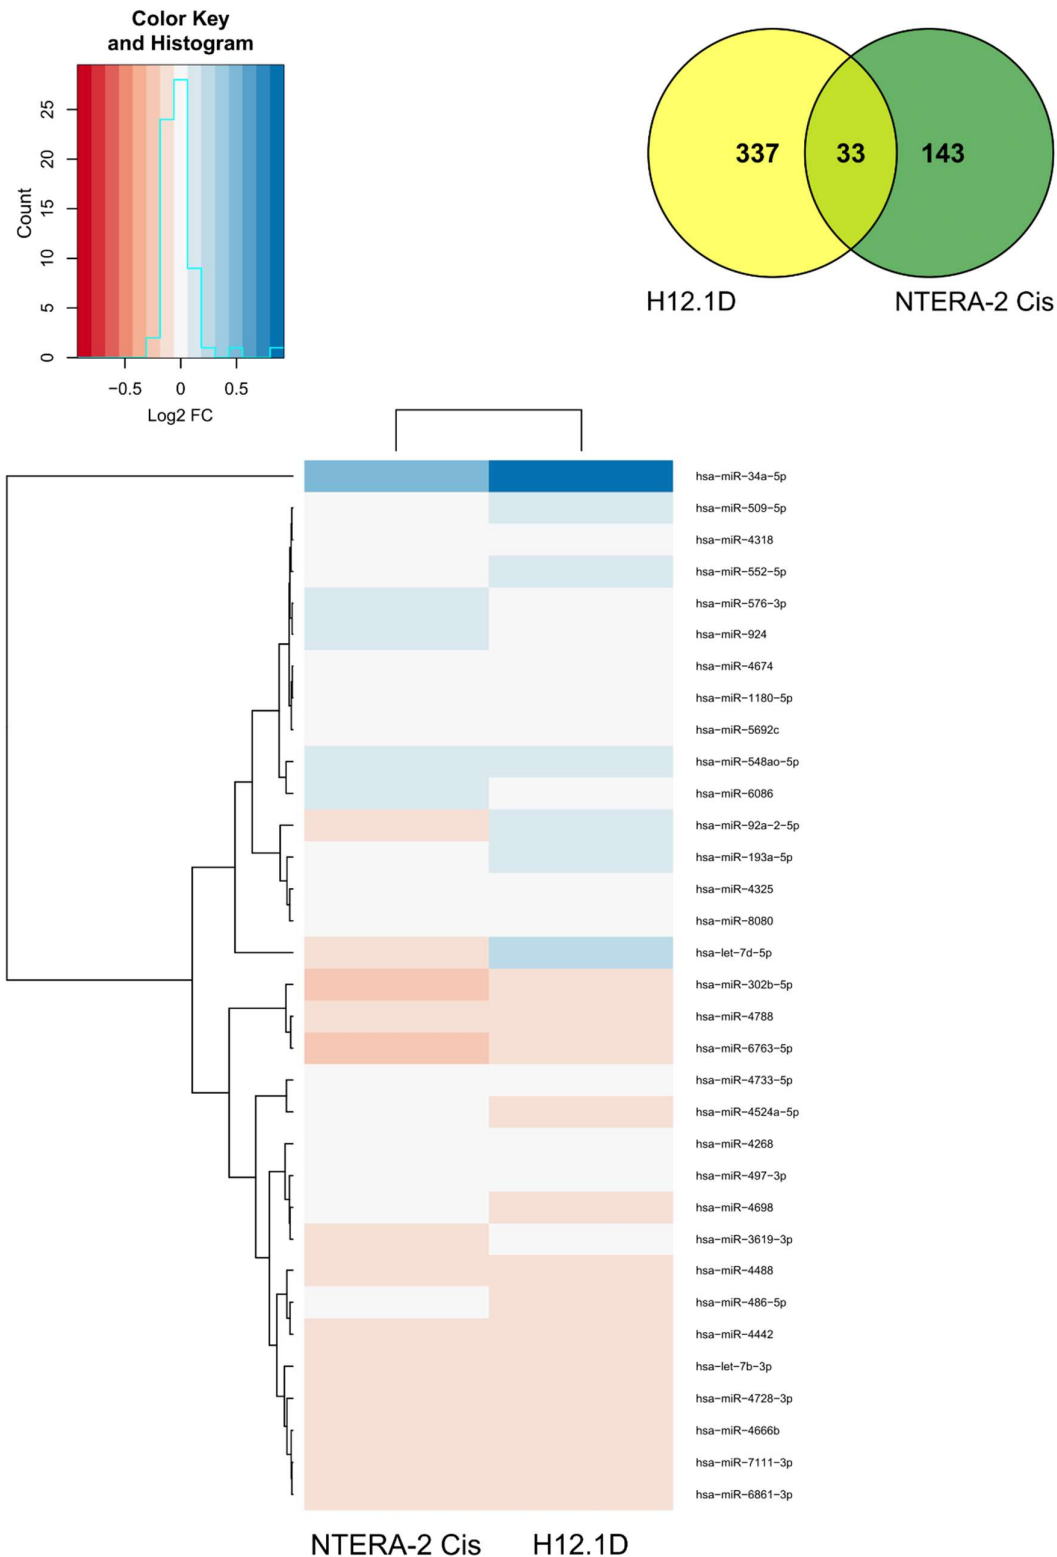 Color Key
and Histogram
Count
0
5
10
15
20
25
−0.5
0
0.5
Log2 FC
337
33
143
H12.1D
NTERA-2 Cis
hsa−miR−34a−5p
hsa−miR−509−5p
hsa−miR−4318
hsa−miR−552−5p
hsa−miR−576−3p
hsa−miR−924
hsa−miR−4674
hsa−miR−1180−5p
hsa−miR−5692c
hsa−miR−548ao−5p
hsa−miR−6086
hsa−miR−92a−2−5p
hsa−miR−193a−5p
hsa−miR−4325
hsa−miR−8080
hsa−let−7d−5p
hsa−miR−302b−5p
hsa−miR−4788
hsa−miR−6763−5p
hsa−miR−4733−5p
hsa−miR−4524a−5p
hsa−miR−4268
hsa−miR−497−3p
hsa−miR−4698
hsa−miR−3619−3p
hsa−miR−4488
hsa−miR−486−5p
hsa−miR−4442
hsa−let−7b−3p
hsa−miR−4728−3p
hsa−miR−4666b
hsa−miR−7111−3p
hsa−miR−6861−3p
NTERA-2 Cis
H12.1D